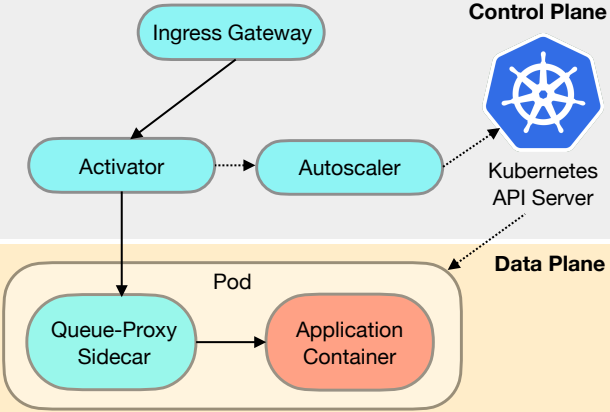 Control Plane
Ingress Gateway
Activator
Autoscaler
Kubernetes
API Server
Data Plane
Pod
Queue-Proxy
Sidecar
Application
Container